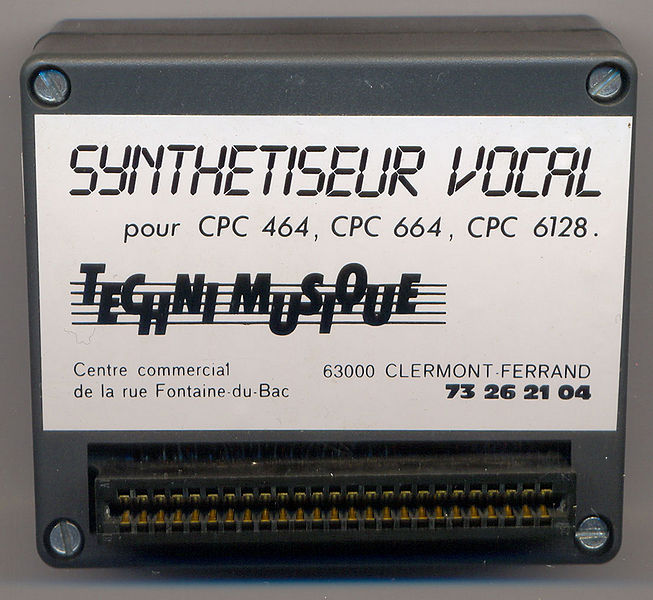 SYNTHETISEUR VOCAL
pour CPC 464, CPC 664, CPC 6128.
TECHNI MUSIQUE
Centre commercial 63000 CLERMONT-FERRAND
de la rue Fontaine-du-Bac 73 26 21 04